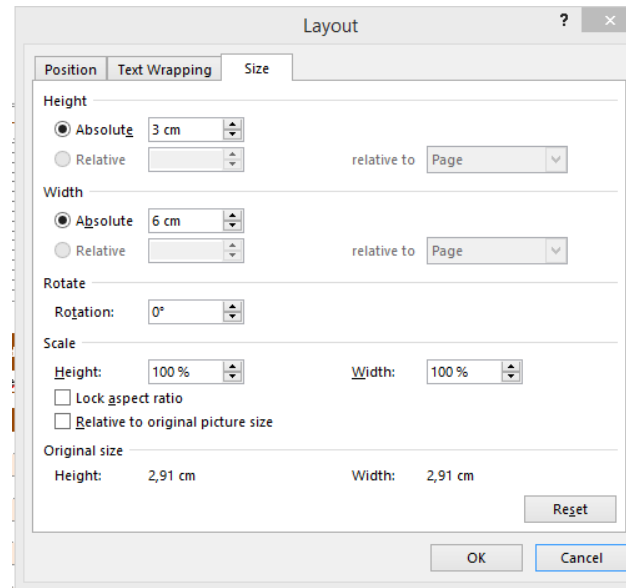 Layout ? ×
Position Text Wrapping Size
Height
Absolute 3 cm
Relative relative to Page
Width
Absolute 6 cm
Relative relative to Page
Rotate
Rotation: 0°
Scale
Height: 100 % Width: 100 %
Lock aspect ratio
Relative to original picture size
Original size
Height: 2,91 cm Width: 2,91 cm
Reset
OK Cancel